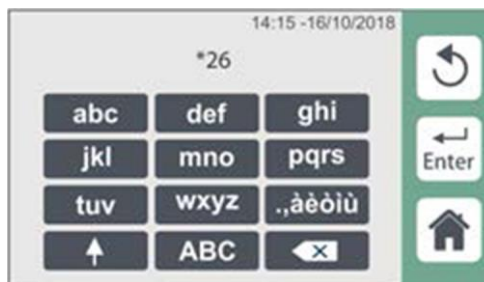 14:15 -16/10/2018
*26
abc def ghi
jkl mno pqrs
Enter
tuv wxyz .,àèòìù
ABC